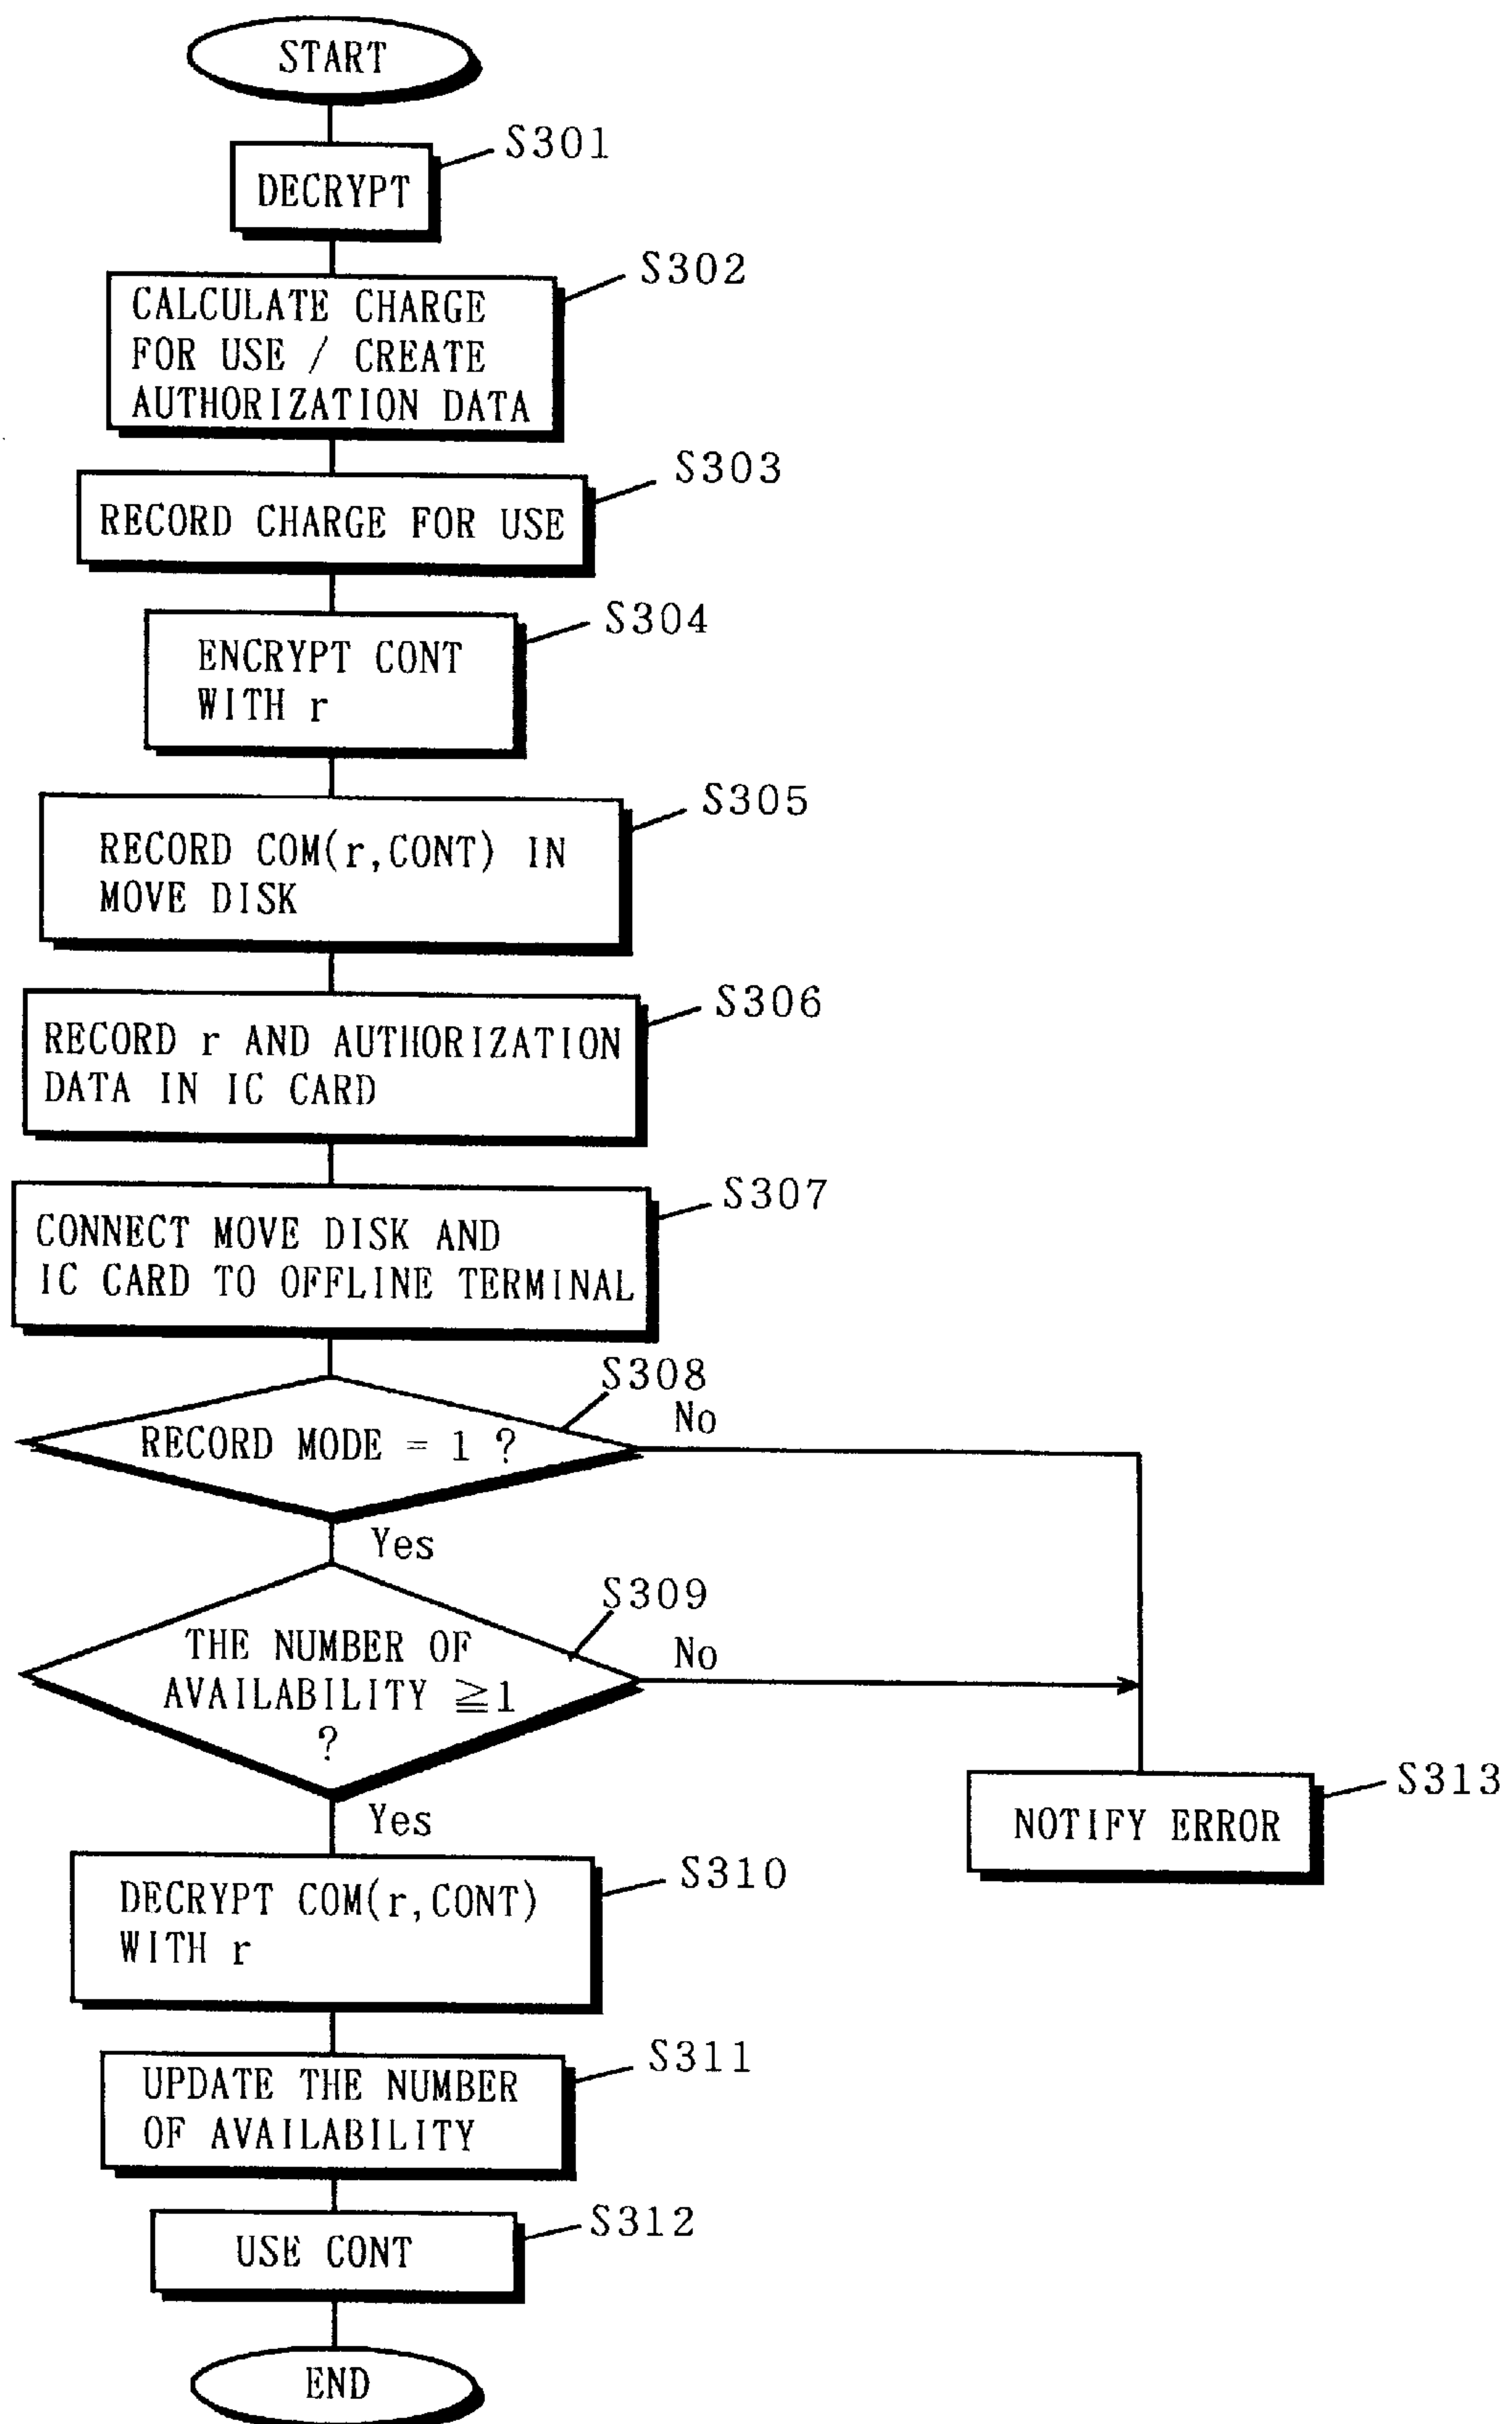 START
S301
DECRYPT
S302
CALCULATE CHARGE
FOR USE / CREATE
AUTHORIZATION DATA
S303
RECORD CHARGE FOR USE
S304
ENCRYPT CONT
WITH r
S305
RECORD COM(r,CONT) IN
MOVE DISK
S306
RECORD r AND AUTHORIZATION
DATA IN IC CARD
S307
CONNECT MOVE DISK AND
IC CARD TO OFFLINE TERMINAL
S308
No
RECORD MODE = 1 ?
Yes
S309
THE NUMBER OF
No
AVAILABILITY ≧1
?
Yes
S313
NOTIFY ERROR
S310
DECRYPT COM(r,CONT)
WITH r
S311
UPDATE THE NUMBER
OF AVAILABILITY
S312
USE CONT
END